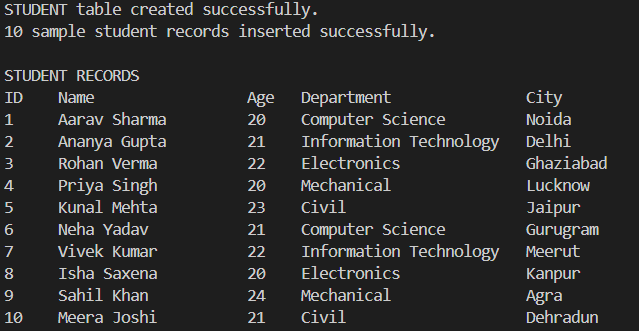 STUDENT table created successfully.
10 sample student records inserted successfully.
STUDENT RECORDS
ID Name Age Department City
1 Aarav Sharma 20 Computer Science Noida
2 Ananya Gupta 21 Information Technology Delhi
3 Rohan Verma 22 Electronics Ghaziabad
4 Priya Singh 20 Mechanical Lucknow
5 Kunal Mehta 23 Civil Jaipur
6 Neha Yadav 21 Computer Science Gurugram
7 Vivek Kumar 22 Information Technology Meerut
8 Isha Saxena 20 Electronics Kanpur
9 Sahil Khan 24 Mechanical Agra
10 Meera Joshi 21 Civil Dehradun